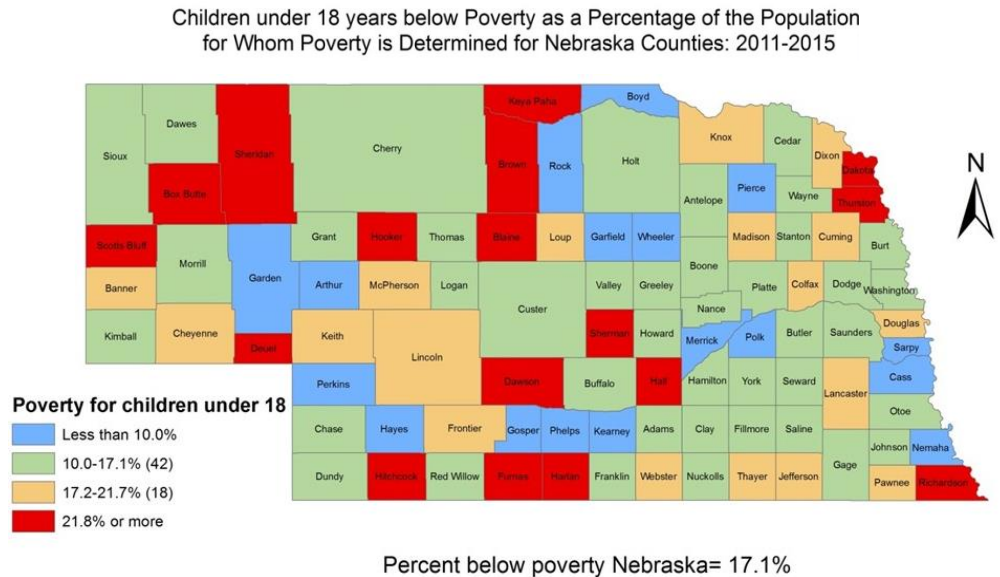 Children under 18 years below Poverty as a Percentage of the Population
for Whom Poverty is Determined for Nebraska Counties: 2011-2015
Keya Paha
Boyd
Sioux
Dawes
Sheridan
Cherry
Brown
Rock
Holt
Knox
Cedar
Dixon
Dakota
Box Butte
Antelope
Pierce
Wayne
Thurston
N
Scotts Bluff
Morrill
Garden
Grant
Hooker
Thomas
Blaine
Loup
Garfield
Wheeler
Madison
Stanton
Cuming
Burt
Banner
Arthur
McPherson
Logan
Custer
Valley
Greeley
Boone
Platte
Colfax
Dodge
Washington
Kimball
Cheyenne
Deuel
Keith
Lincoln
Sherman
Howard
Nance
Merrick
Polk
Butler
Saunders
Douglas
Sarpy
Perkins
Dawson
Buffalo
Hall
Hamilton
York
Seward
Lancaster
Cass
Otoe
Chase
Hayes
Frontier
Gosper
Phelps
Kearney
Adams
Clay
Fillmore
Saline
Gage
Johnson
Nemaha
Dundy
Hitchcock
Red Willow
Furnas
Harlan
Franklin
Webster
Nuckolls
Thayer
Jefferson
Pawnee
Richardson
Poverty for children under 18
Less than 10.0%
10.0-17.1% (42)
17.2-21.7% (18)
21.8% or more
Percent below poverty Nebraska= 17.1%